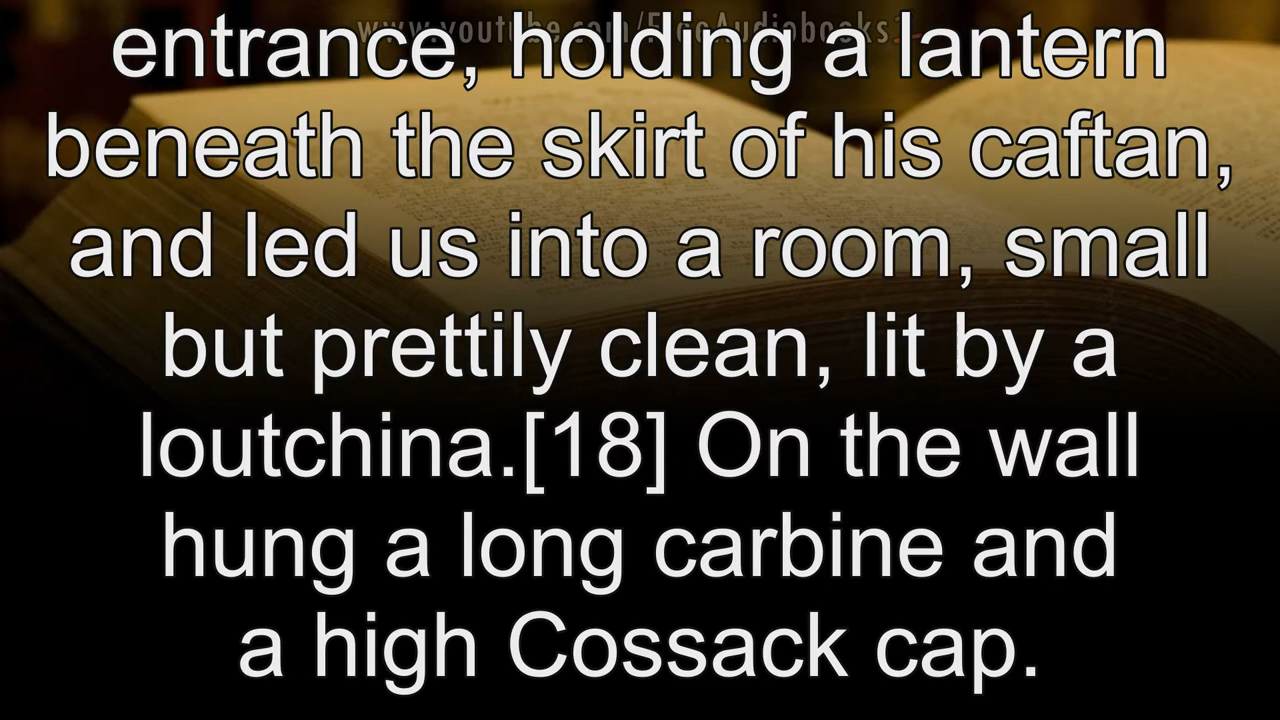 www.youtube.com/FreeAudiobooks
entrance, holding a lantern
beneath the skirt of his caftan,
and led us into a room, small
but prettily clean, lit by a
loutchina.[18] On the wall
hung a long carbine and
a high Cossack cap.